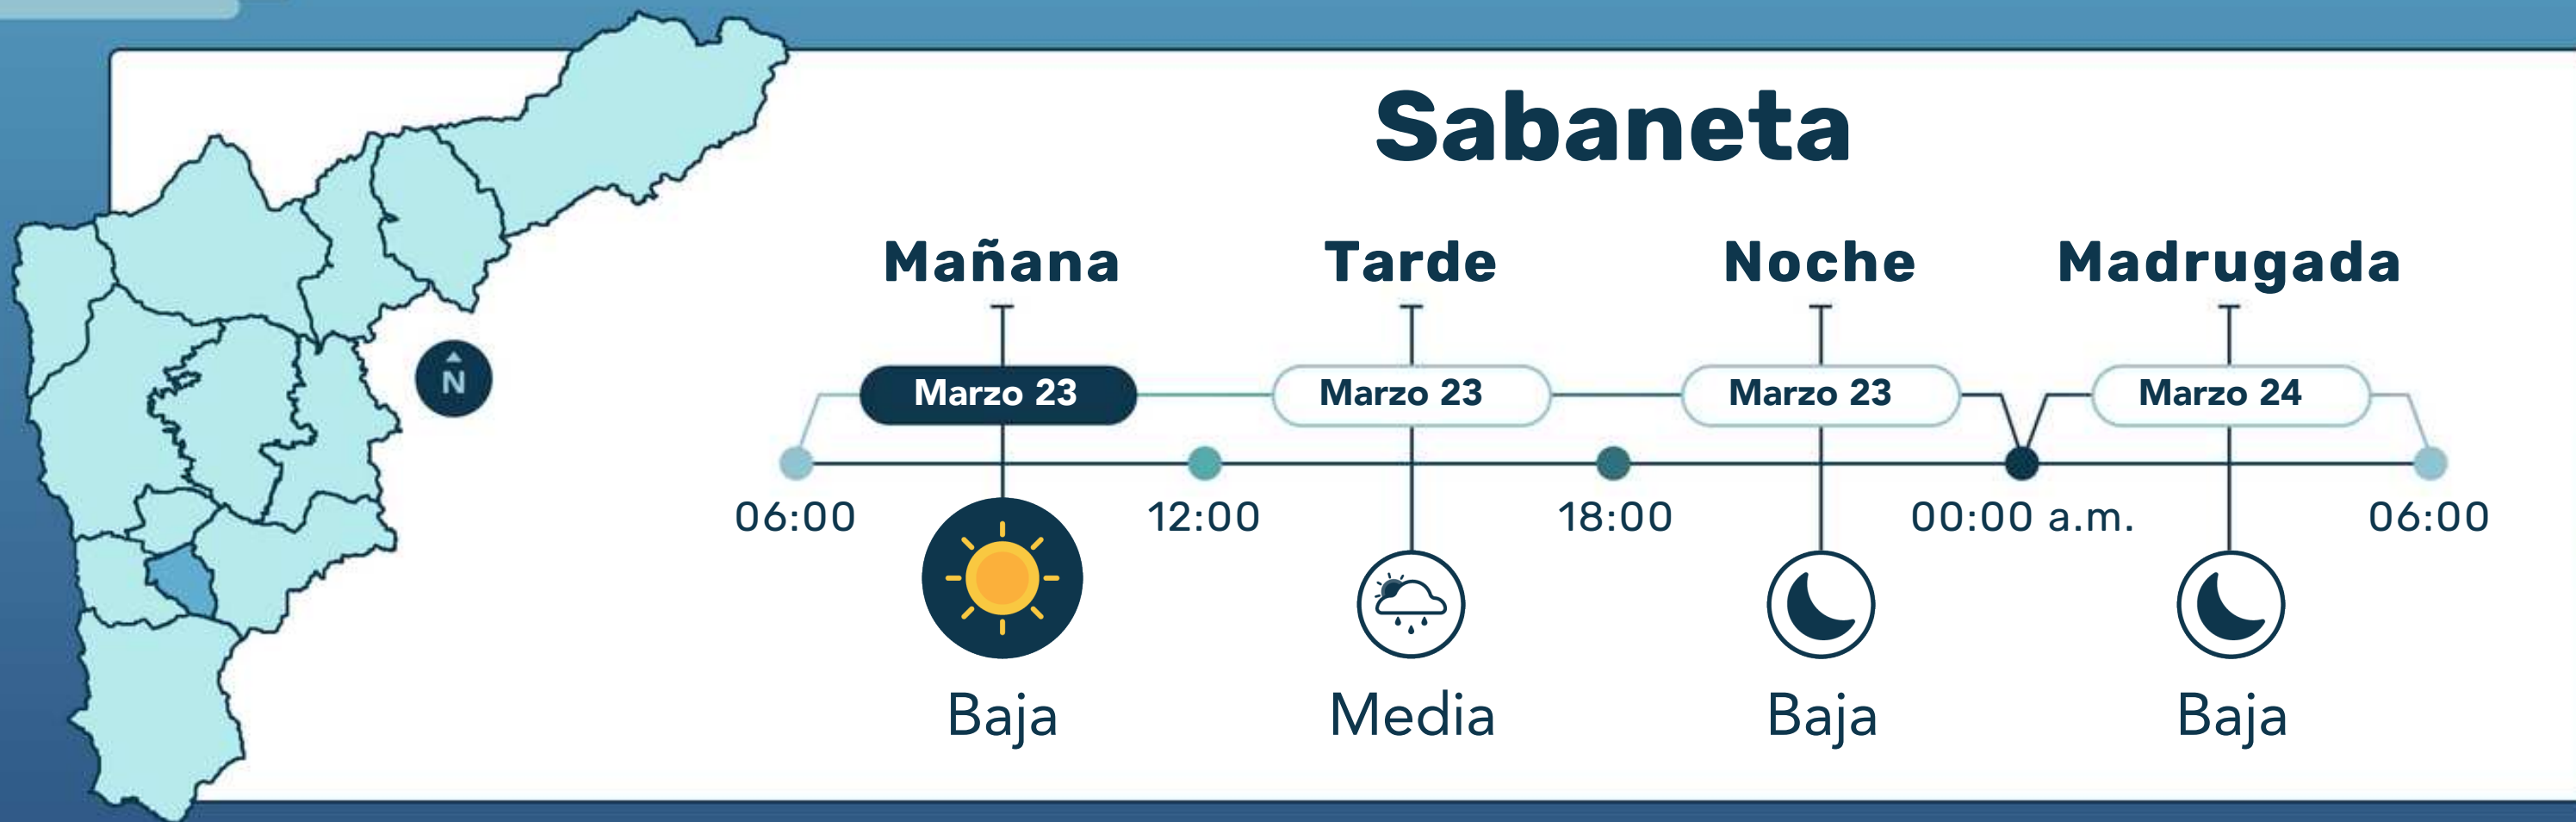 Sabaneta
Mañana Tarde Noche Madrugada
N
Marzo 23 Marzo 23 Marzo 23 Marzo 24
06:00 12:00 18:00 00:00 a.m. 06:00
Baja Media Baja Baja